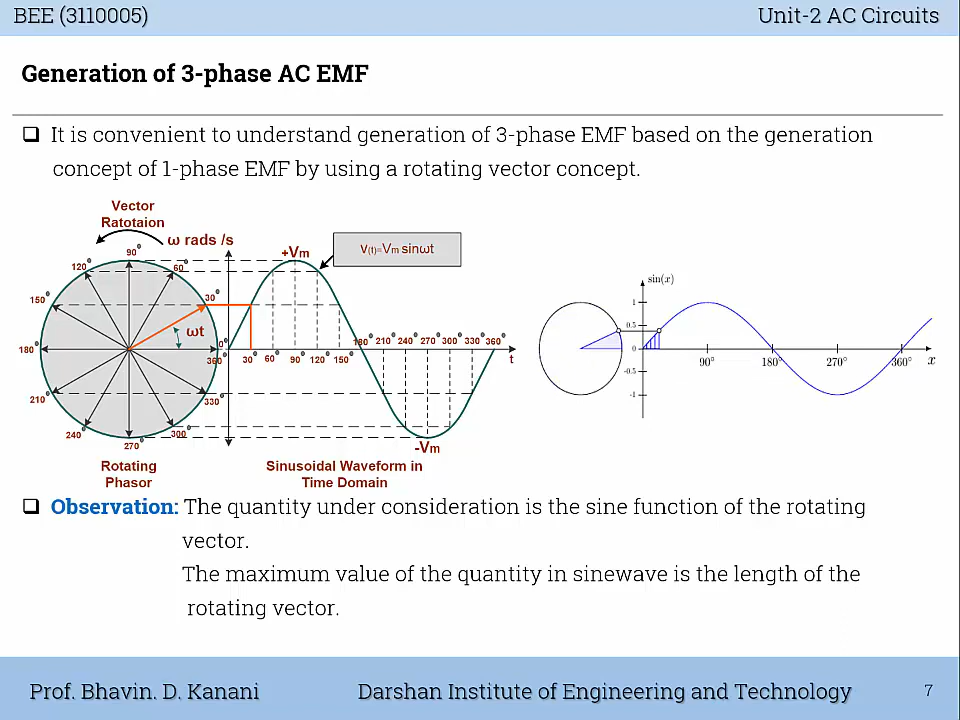 BEE (3110005)
Unit-2 AC Circuits
Generation of 3-phase AC EMF
❑ It is convenient to understand generation of 3-phase EMF based on the generation
concept of 1-phase EMF by using a rotating vector concept.
Vector
Ratotaion
ω rads /s
90°
120°
60°
150°
30°
180°
ωt
0°
360°
210°
330°
240°
300°
270°
Rotating
Phasor
+Vm
v(t)=Vm sinωt
30° 60° 90° 120° 150°
180° 210° 240° 270° 300° 330° 360°
t
-Vm
Sinusoidal Waveform in
Time Domain
sin(x)
1
0.5
0
-0.5
-1
90° 180° 270° 360° x
❑ Observation: The quantity under consideration is the sine function of the rotating
vector.
The maximum value of the quantity in sinewave is the length of the
rotating vector.
Prof. Bhavin. D. Kanani
Darshan Institute of Engineering and Technology
7